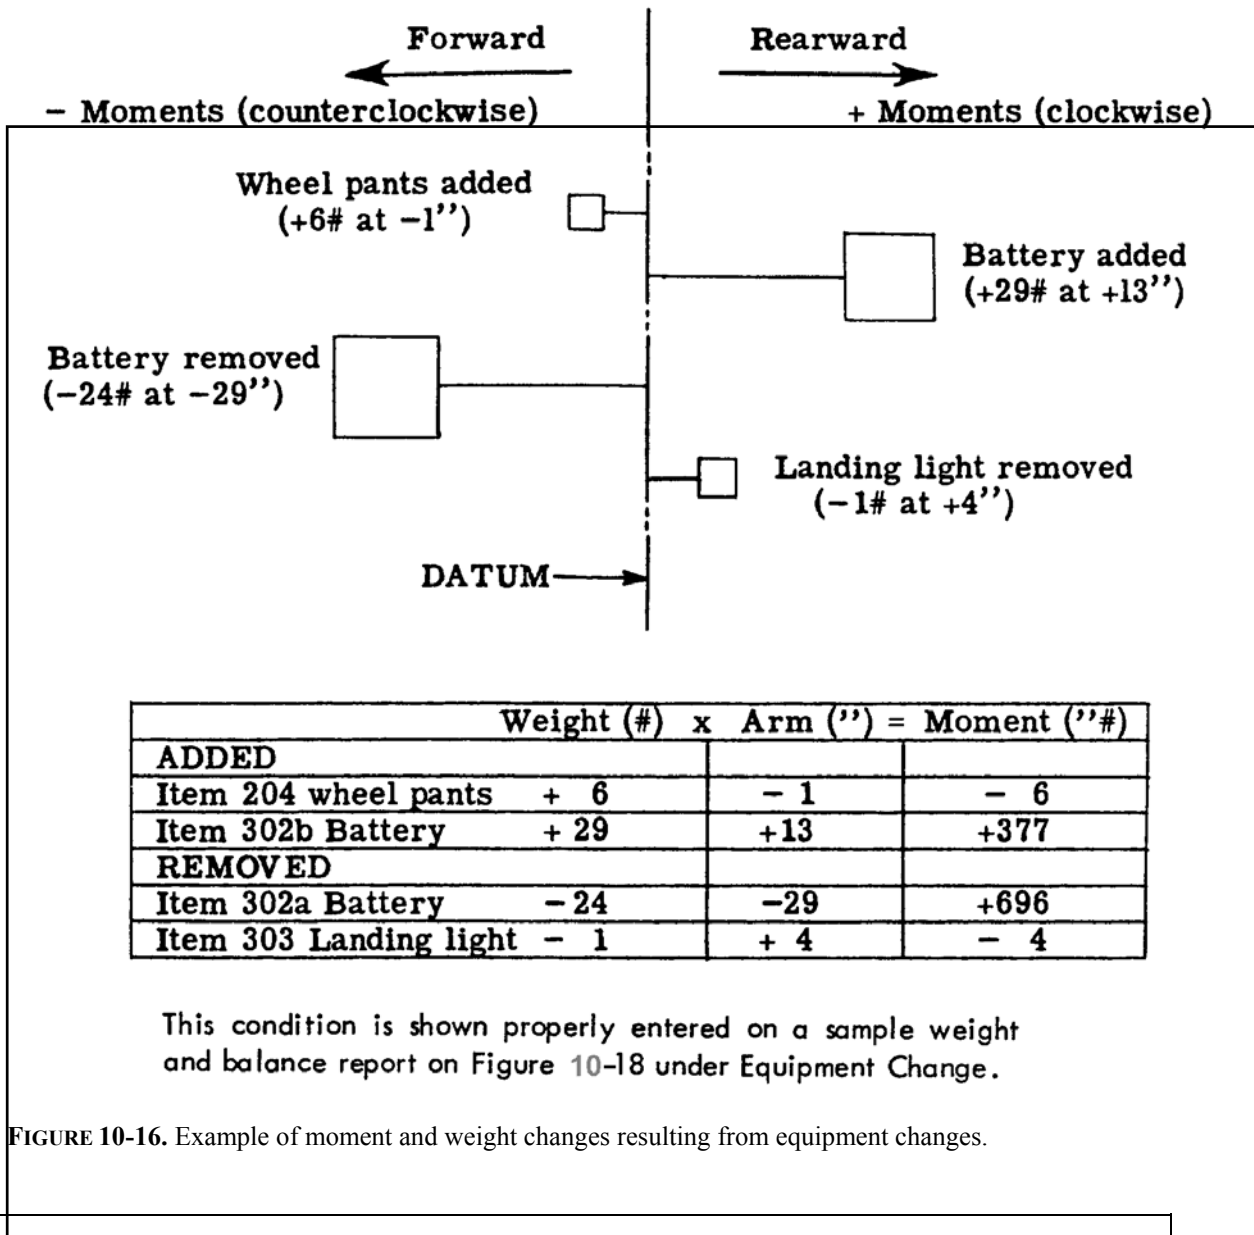 Forward
Rearward
− Moments (counterclockwise)
+ Moments (clockwise)
Wheel pants added
(+6# at −1’’)
Battery added
(+29# at +13’’)
Battery removed
(−24# at −29’’)
Landing light removed
(−1# at +4’’)
DATUM
Weight (#) x Arm (’’) = Moment (’’#)
ADDED
Item 204 wheel pants + 6 − 1 − 6
Item 302b Battery + 29 +13 +377
REMOVED
Item 302a Battery −24 −29 +696
Item 303 Landing light − 1 + 4 − 4
This condition is shown properly entered on a sample weight
and balance report on Figure 10-18 under Equipment Change.
FIGURE 10-16. Example of moment and weight changes resulting from equipment changes.